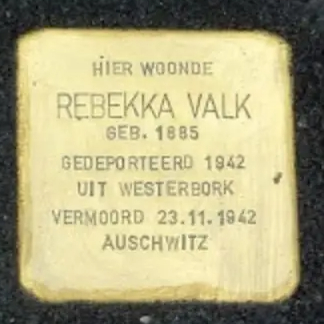 HIER WOONDE
REBEKKA VALK
GEB. 1885
GEDEPORTEERD 1942
UIT WESTERBORK
VERMOORD 23.11.1942
AUSCHWITZ